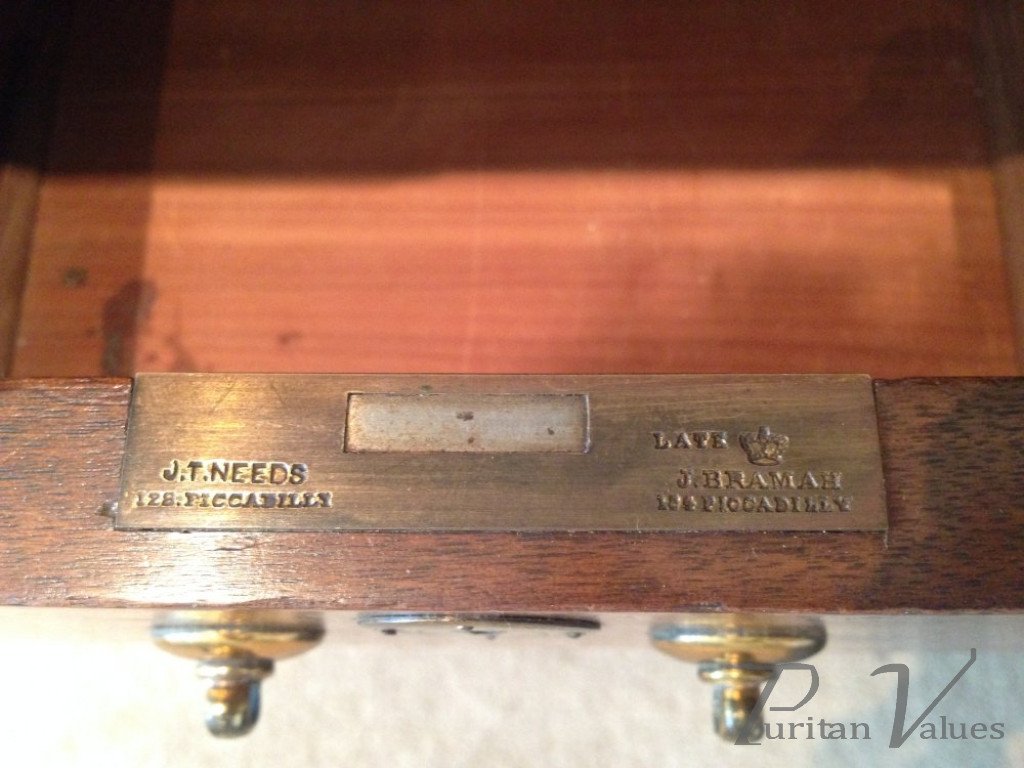 J.T.NEEDS
128.PICCADILLY
LATE
J.BRAMAH
124 PICCADILLY
Puritan Values